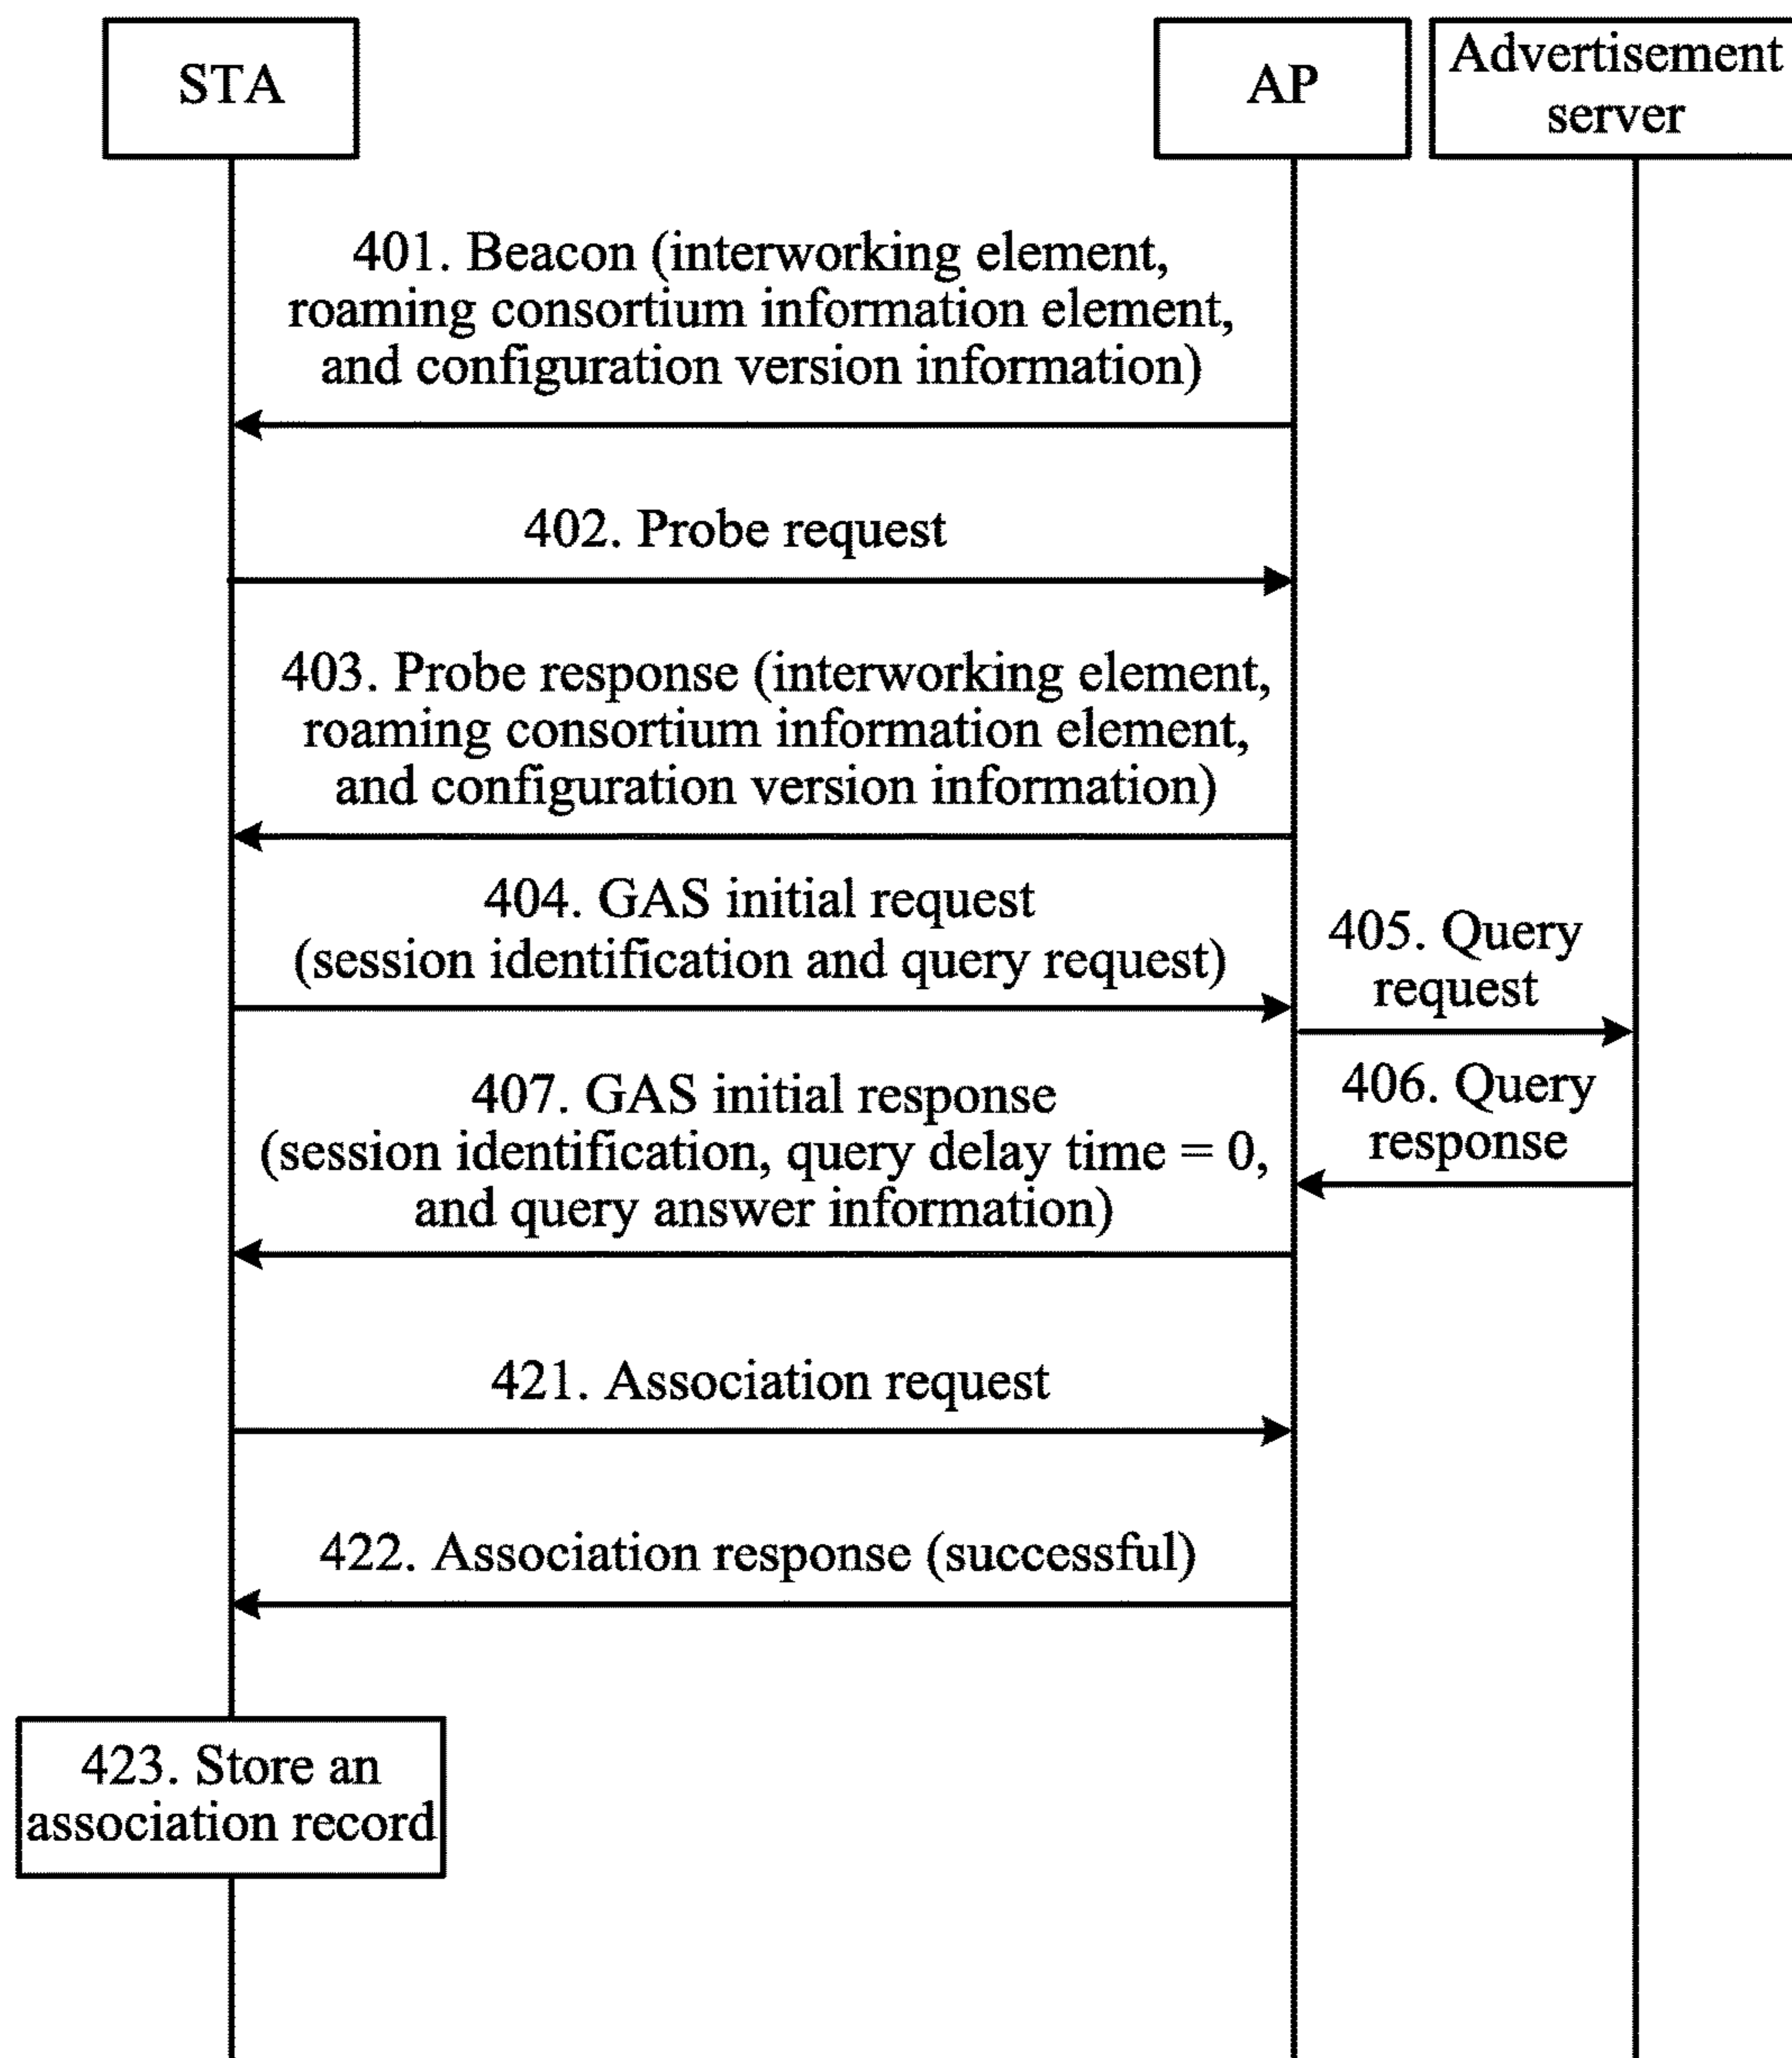 STA
AP
Advertisement
server
401. Beacon (interworking element,
roaming consortium information element,
and configuration version information)
402. Probe request
403. Probe response (interworking element,
roaming consortium information element,
and configuration version information)
404. GAS initial request
(session identification and query request)
405. Query
request
406. Query
response
407. GAS initial response
(session identification, query delay time = 0,
and query answer information)
421. Association request
422. Association response (successful)
423. Store an
association record